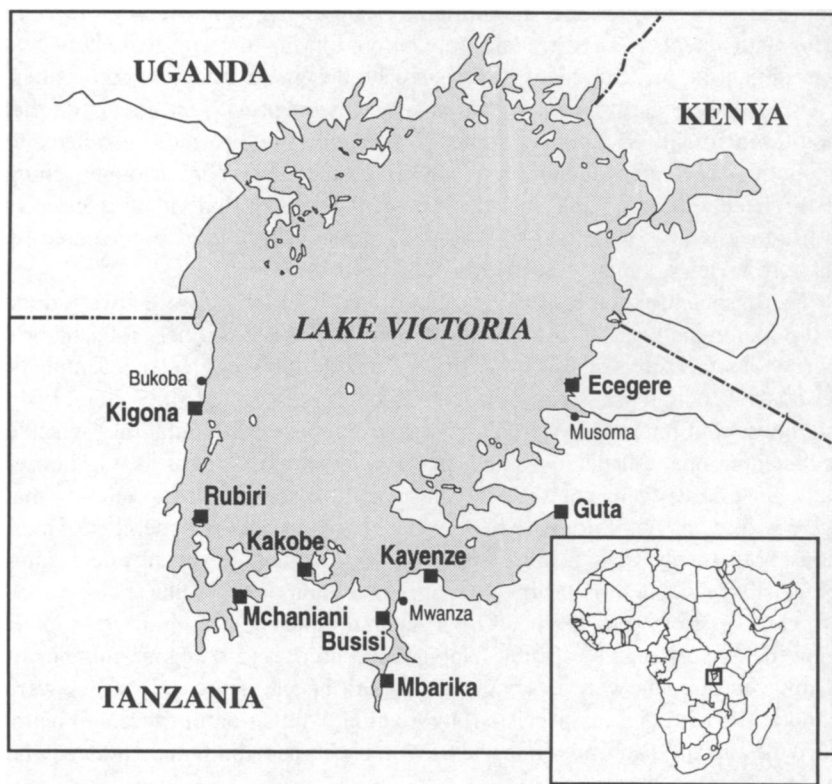 UGANDA
KENYA
LAKE VICTORIA
Bukoba
Kigona
Ecegere
Musoma
Rubiri
Guta
Kakobe
Kayenze
Mchaniani
Mwanza
Busisi
Mbarika
TANZANIA